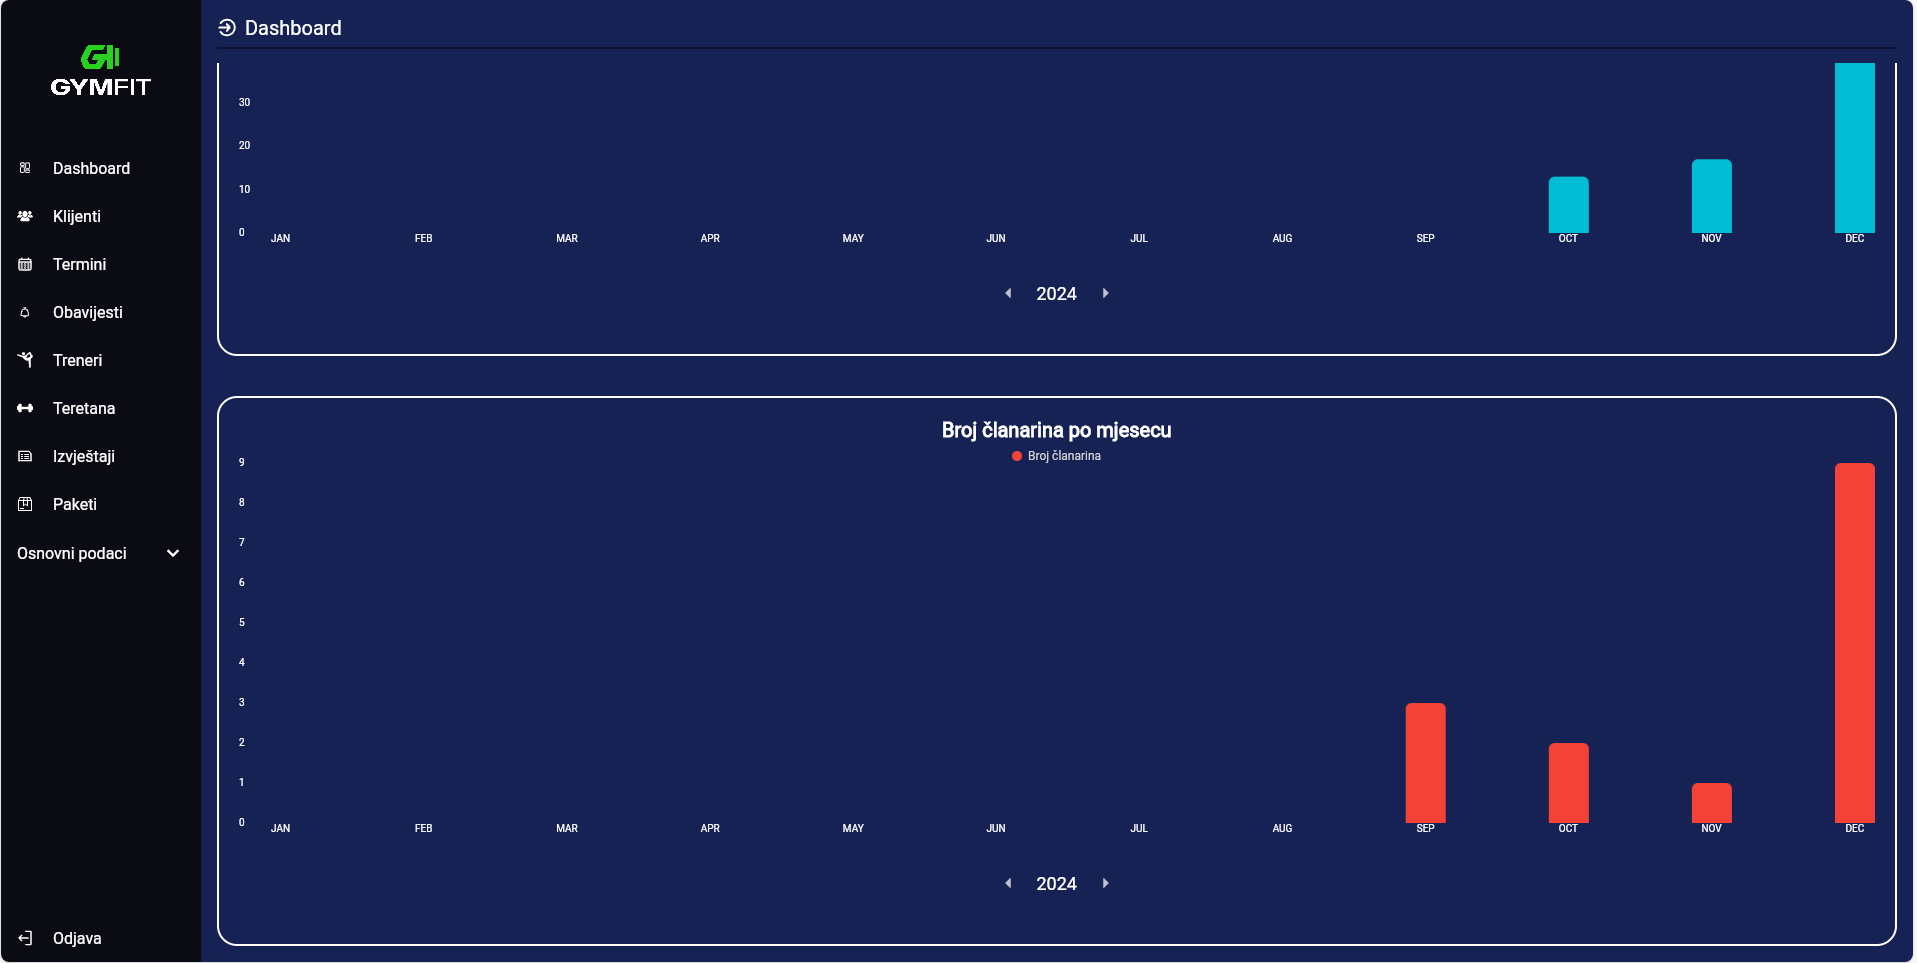 GYMFIT
Dashboard
Klijenti
Termini
Obavijesti
Treneri
Teretana
Izvještaji
Paketi
Osnovni podaci
Odjava
Dashboard
30
20
10
0
JAN FEB MAR APR MAY JUN JUL AUG SEP OCT NOV DEC
2024
Broj članarina po mjesecu
Broj članarina
9
8
7
6
5
4
3
2
1
0
JAN FEB MAR APR MAY JUN JUL AUG SEP OCT NOV DEC
2024